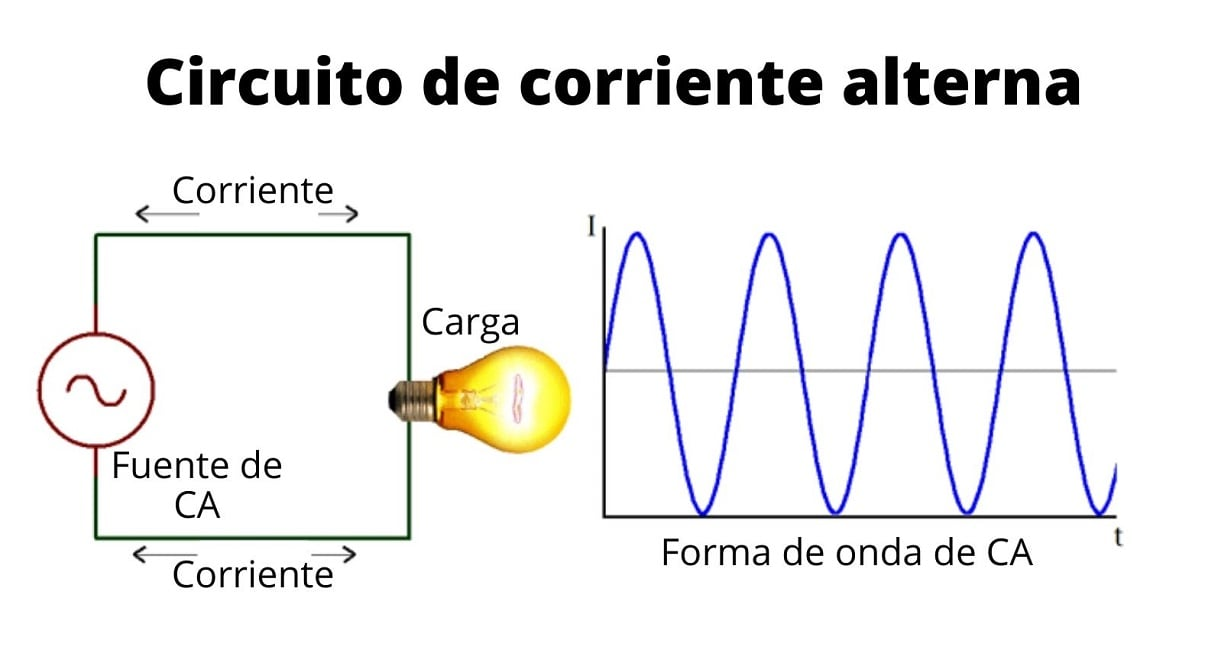 Circuito de corriente alterna
Corriente
Carga
Fuente de
CA
Corriente
I
t
Forma de onda de CA